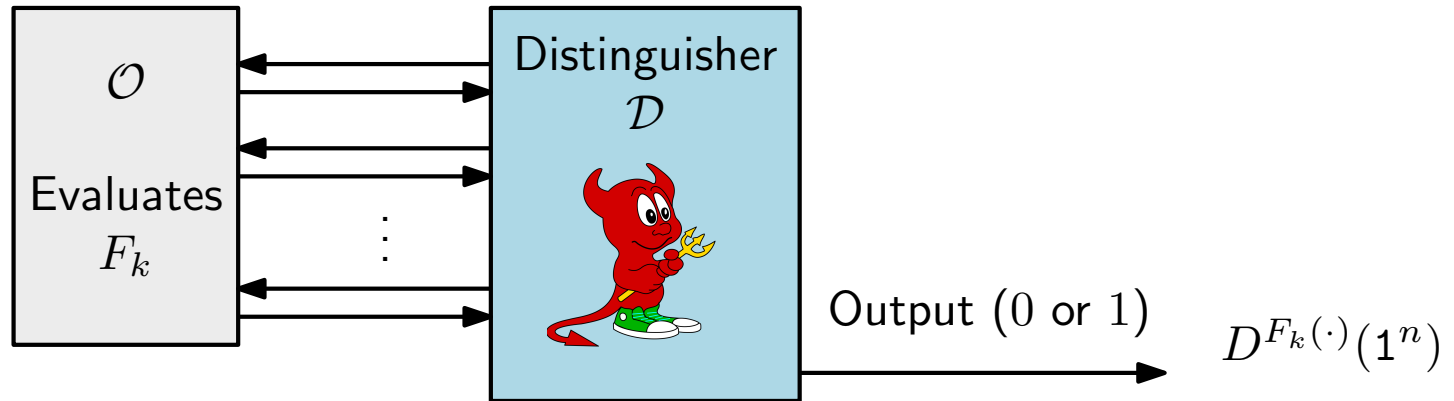 𝒪
Evaluates
F_k
⋮
Distinguisher
𝒟
Output (0 or 1)
D^{F_k(·)}(1^n)